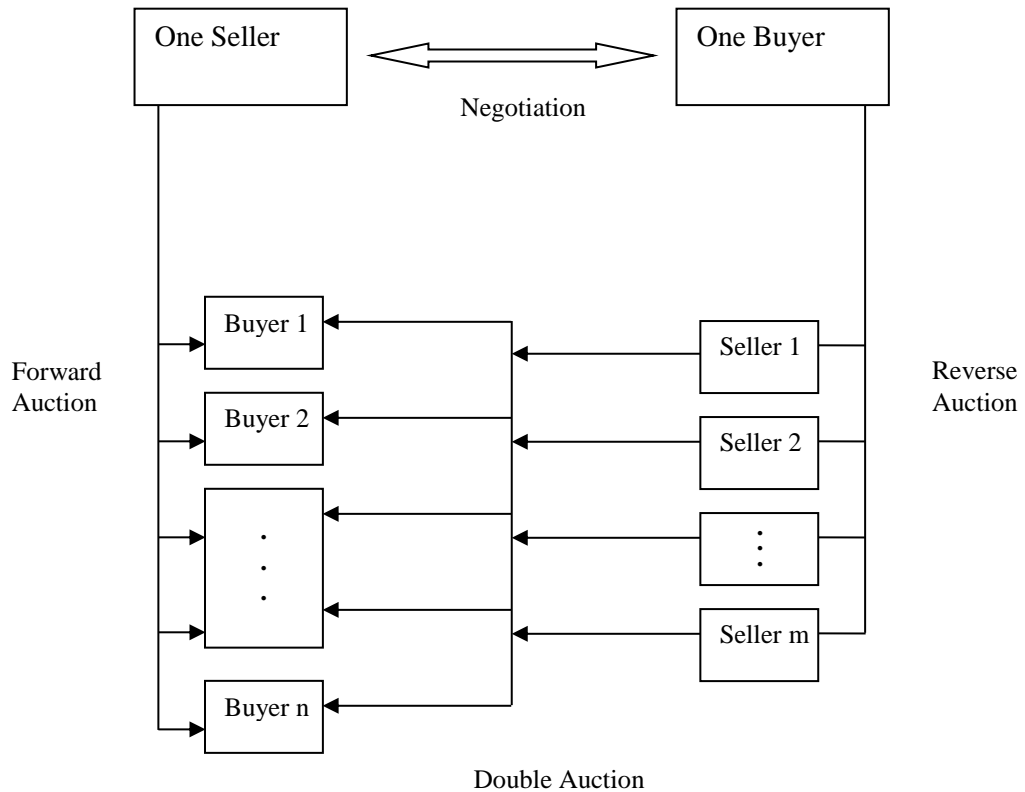 One Seller
One Buyer
Negotiation
Buyer 1
Seller 1
Forward
Auction
Reverse
Auction
Buyer 2
Seller 2
Seller m
Buyer n
Double Auction